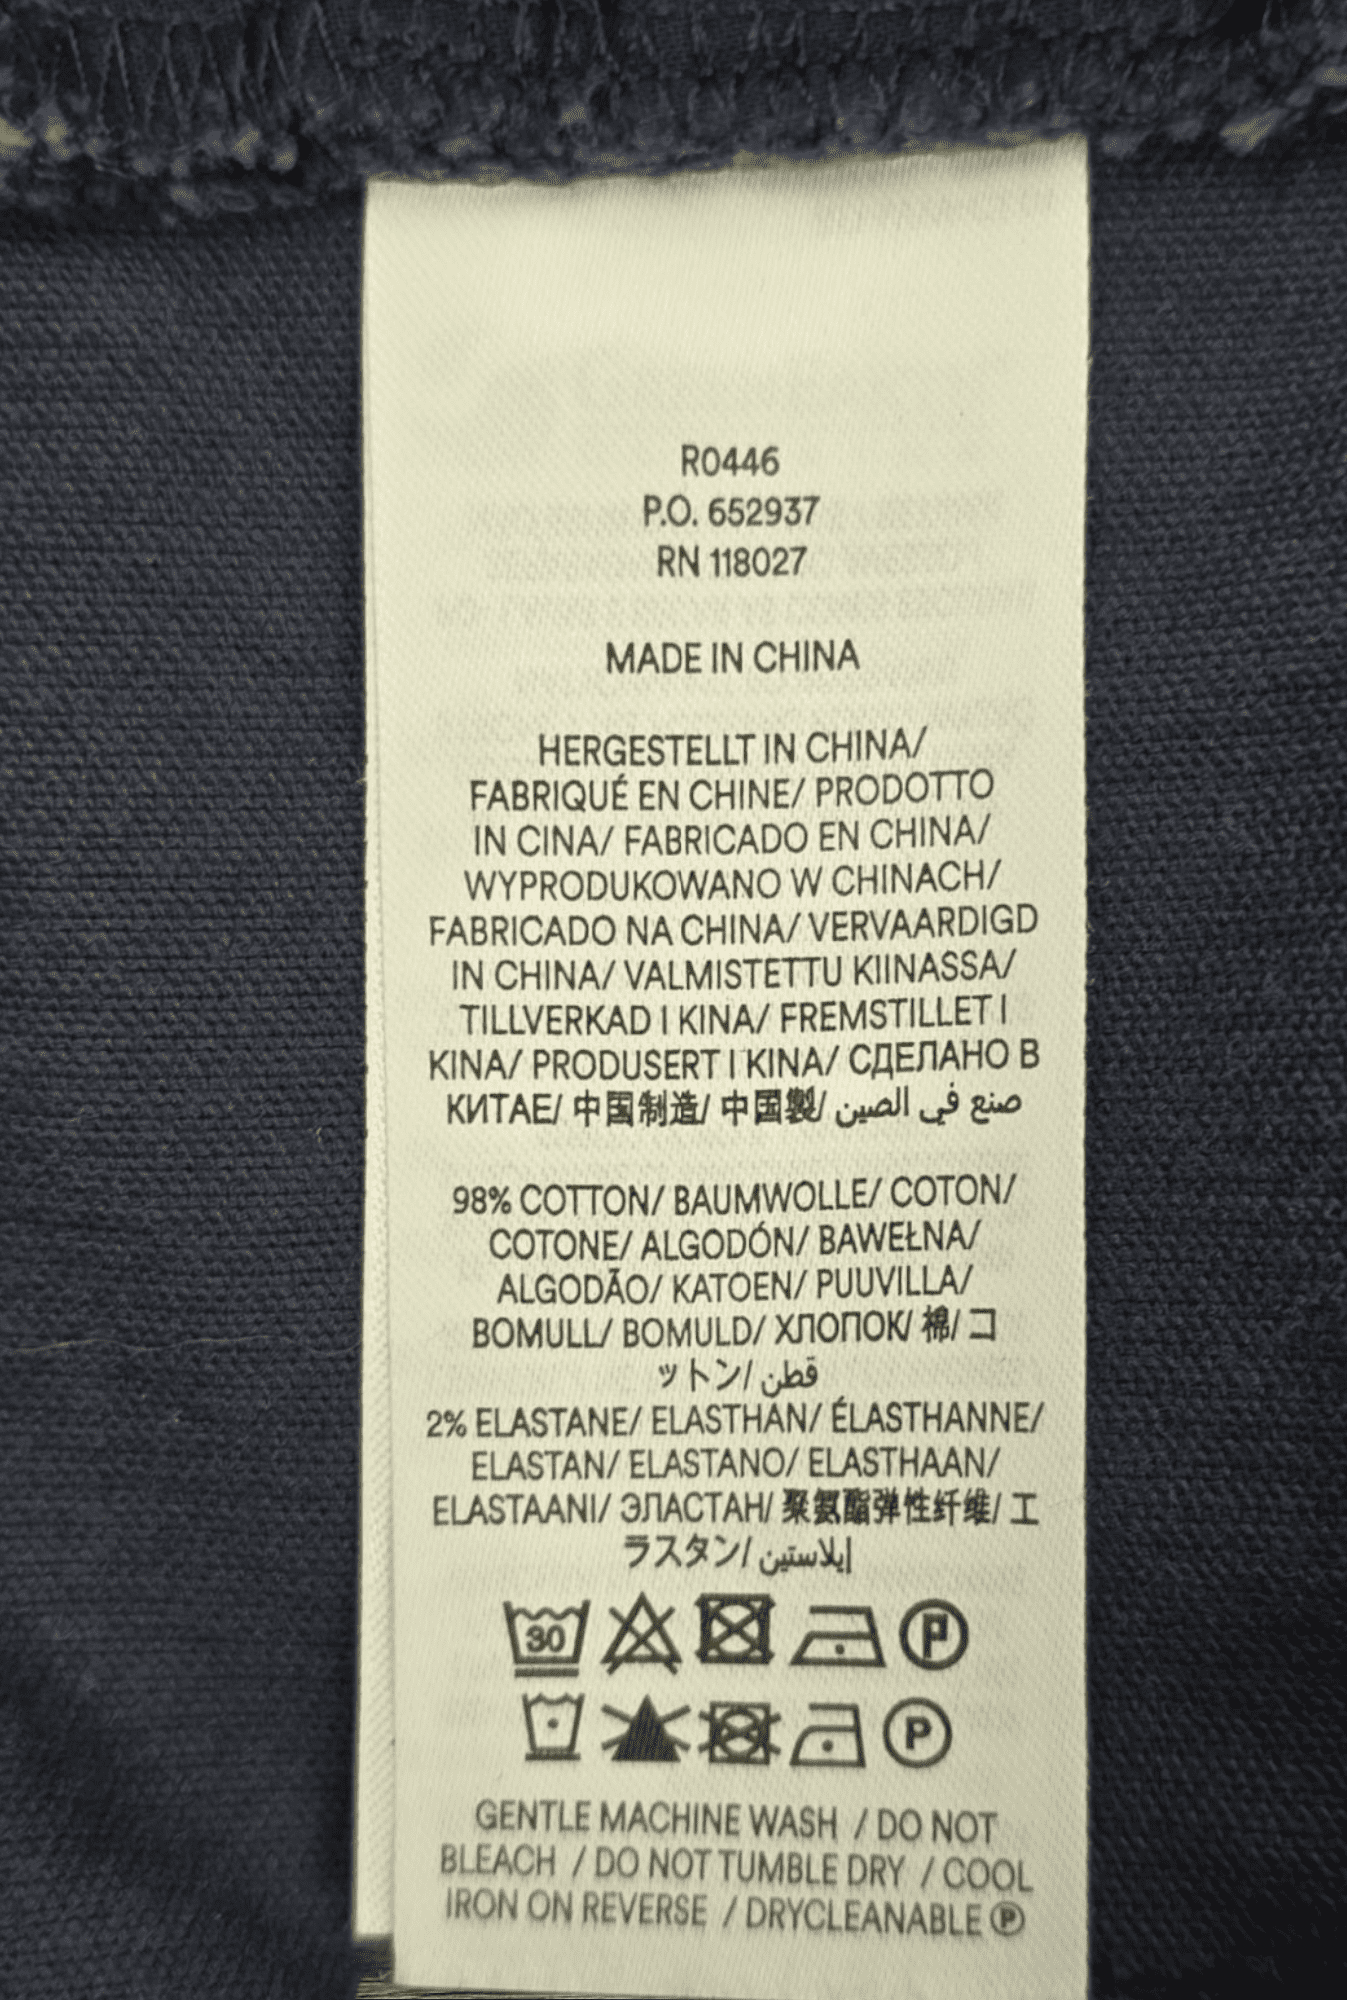 R0446
P.O. 652937
RN 118027
MADE IN CHINA
HERGESTELLT IN CHINA/
FABRIQUÉ EN CHINE/ PRODOTTO
IN CINA/ FABRICADO EN CHINA/
WYPRODUKOWANO W CHINACH/
FABRICADO NA CHINA/ VERVAARDIGD
IN CHINA/ VALMISTETTU KIINASSA/
TILLVERKAD I KINA/ FREMSTILLET I
KINA/ PRODUSERT I KINA/ СДЕЛАНО В
КИТАЕ/ 中国制造/ 中国製/ صنع في الصين
98% COTTON/ BAUMWOLLE/ COTON/
COTONE/ ALGODÓN/ BAWEŁNA/
ALGODÃO/ KATOEN/ PUUVILLA/
BOMULL/ BOMULD/ ХЛОПОК/ 棉/ コ
ットン/ قطن
2% ELASTANE/ ELASTHAN/ ÉLASTHANNE/
ELASTAN/ ELASTANO/ ELASTHAAN/
ELASTAANI/ ЭЛАСТАН/ 聚氨酯弹性纤维/ エ
ラスタン/ إيلاستين
30 P
P
GENTLE MACHINE WASH / DO NOT
BLEACH / DO NOT TUMBLE DRY / COOL
IRON ON REVERSE / DRYCLEANABLE Ⓟ